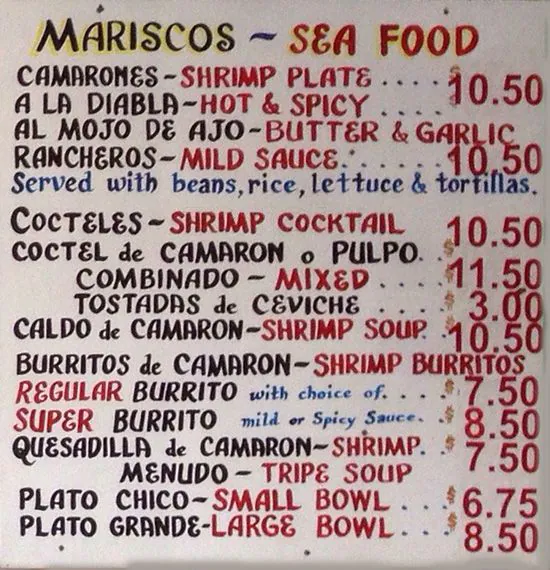 MARISCOS ~ SEA FOOD
CAMARONES - SHRIMP PLATE .... $10.50
A LA DIABLA - HOT & SPICY ....
AL MOJO DE AJO - BUTTER & GARLIC
RANCHEROS - MILD SAUCE ...... 10.50
Served with beans, rice, lettuce & tortillas.
COCTELES - SHRIMP COCKTAIL 10.50
COCTEL de CAMARON o PULPO. . $
COMBINADO - MIXED .... 11.50
TOSTADAS de CEVICHE .... $3.00
CALDO de CAMARON - SHRIMP SOUP. . $10.50
BURRITOS de CAMARON - SHRIMP BURRITOS
REGULAR BURRITO with choice of. ... $7.50
SUPER BURRITO mild or Spicy Sauce. . $8.50
QUESADILLA de CAMARON - SHRIMP. . $7.50
MENUDO - TRIPE SOUP
PLATO CHICO - SMALL BOWL ... $6.75
PLATO GRANDE - LARGE BOWL ... $8.50